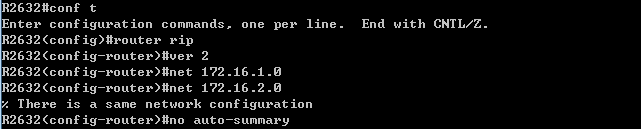 R2632#conf t
Enter configuration commands, one per line.  End with CNTL/Z.
R2632(config)#router rip
R2632(config-router)#ver 2
R2632(config-router)#net 172.16.1.0
R2632(config-router)#net 172.16.2.0
% There is a same network configuration
R2632(config-router)#no auto-summary